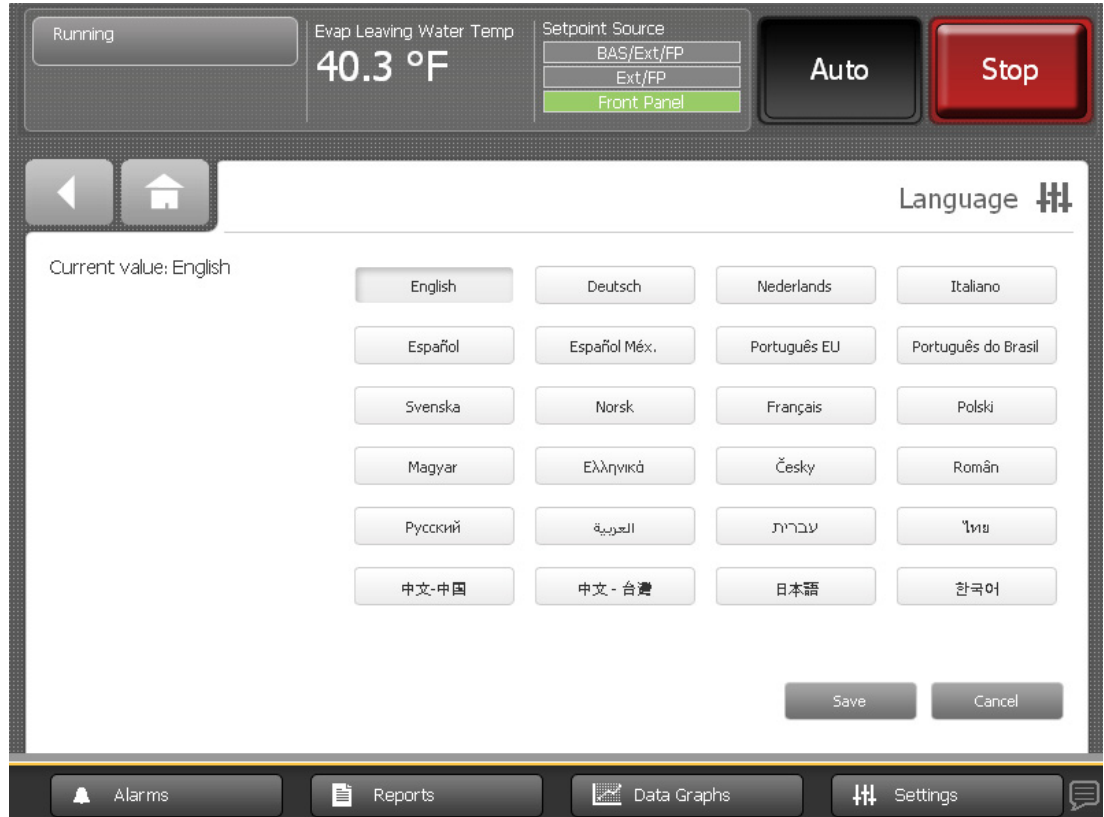 Running
Evap Leaving Water Temp
40.3 °F
Setpoint Source
BAS/Ext/FP
Ext/FP
Front Panel
Auto
Stop
Language
Current value: English
English
Deutsch
Nederlands
Italiano
Español
Español Méx.
Português EU
Português do Brasil
Svenska
Norsk
Français
Polski
Magyar
Ελληνικά
Česky
Român
Русский
العربية
עברית
ไทย
中文-中国
中文 - 台灣
日本語
한국어
Save
Cancel
Alarms
Reports
Data Graphs
Settings